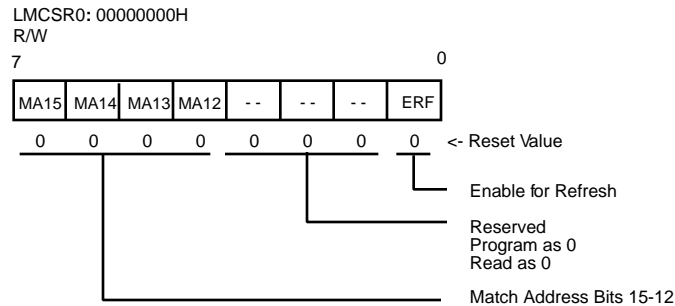 LMCSR0: 00000000H
R/W
7 0
MA15 MA14 MA13 MA12 -- -- -- ERF
0 0 0 0 0 0 0 0 <- Reset Value
Enable for Refresh
Reserved
Program as 0
Read as 0
Match Address Bits 15-12